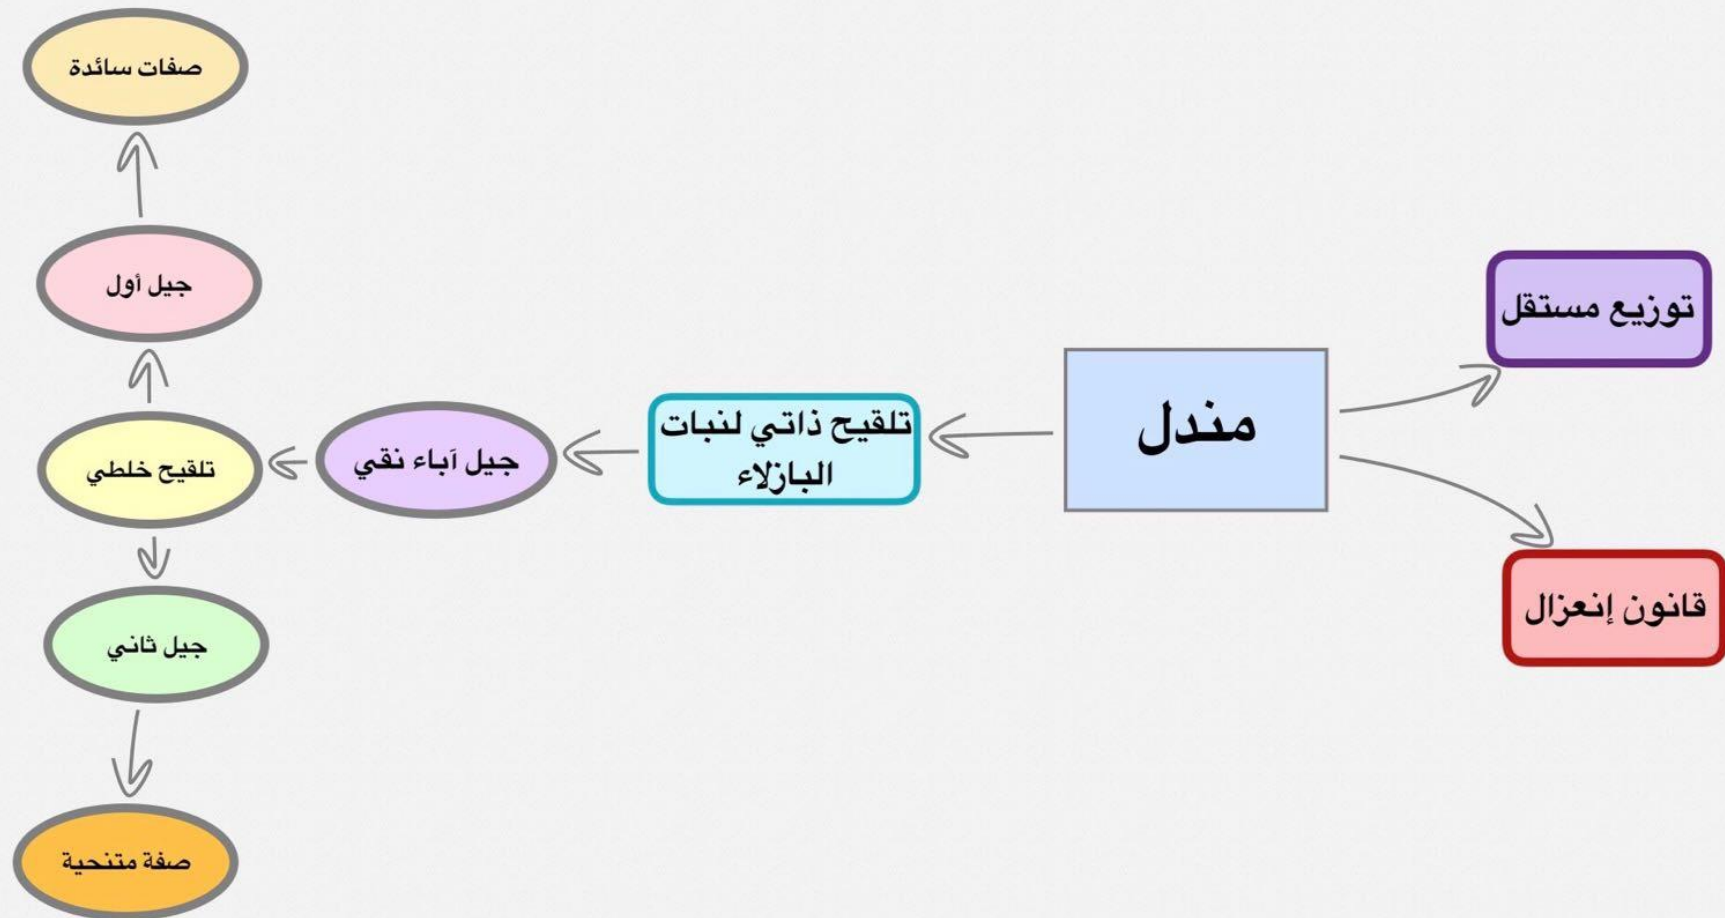 مندل
توزيع مستقل
قانون إنعزال
تلقيح ذاتي لنبات
البازلاء
جيل آباء نقي
تلقيح خلطي
جيل أول
صفات سائدة
جيل ثاني
صفة متنحية